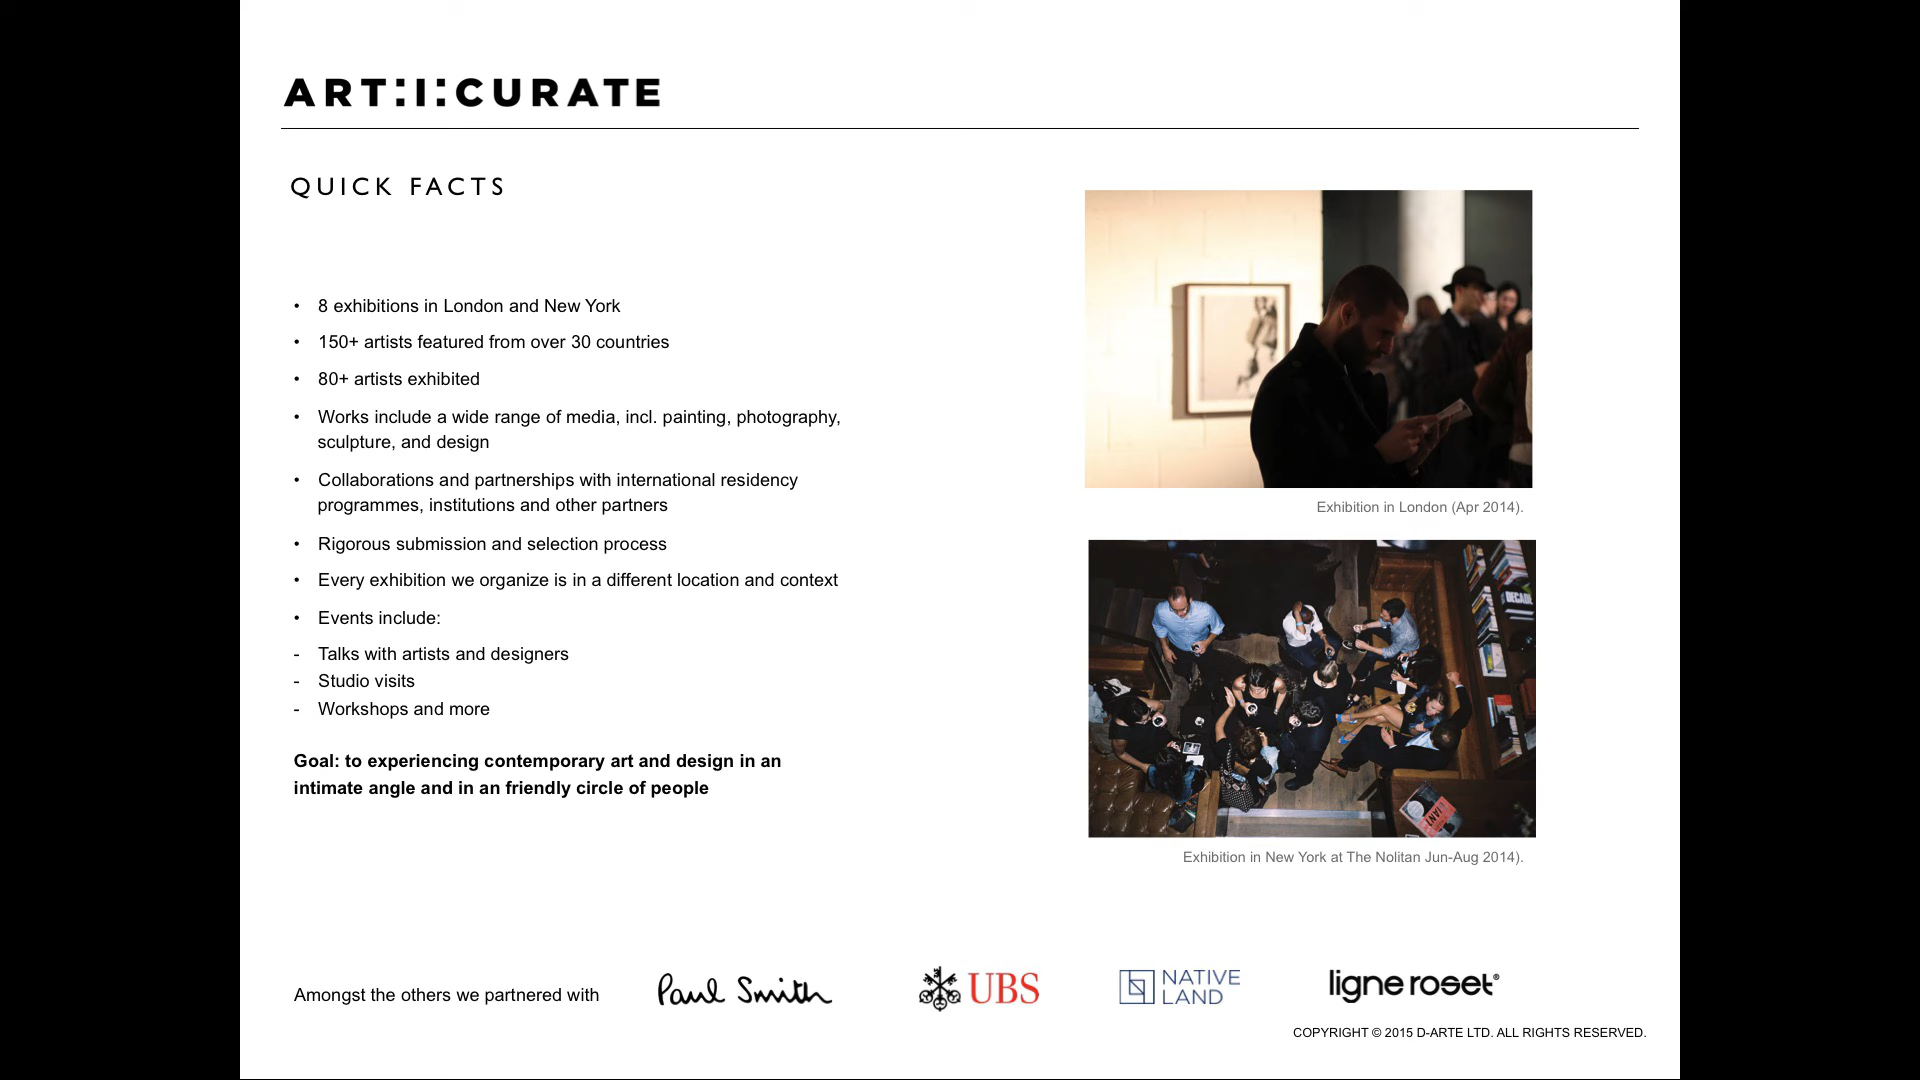 ART:I:CURATE
QUICK FACTS
• 8 exhibitions in London and New York
• 150+ artists featured from over 30 countries
• 80+ artists exhibited
• Works include a wide range of media, incl. painting, photography,
sculpture, and design
• Collaborations and partnerships with international residency
programmes, institutions and other partners
• Rigorous submission and selection process
• Every exhibition we organize is in a different location and context
• Events include:
- Talks with artists and designers
- Studio visits
- Workshops and more
Goal: to experiencing contemporary art and design in an
intimate angle and in an friendly circle of people
Exhibition in London (Apr 2014).
DECADE
Exhibition in New York at The Nolitan Jun-Aug 2014).
Amongst the others we partnered with
Paul Smith
UBS
NATIVE
LAND
ligne roset®
COPYRIGHT © 2015 D-ARTE LTD. ALL RIGHTS RESERVED.